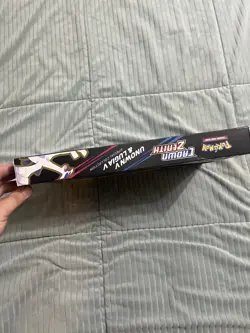 Pokémon
CROWN
ZENITH
UNOWN V
& LUGIA V